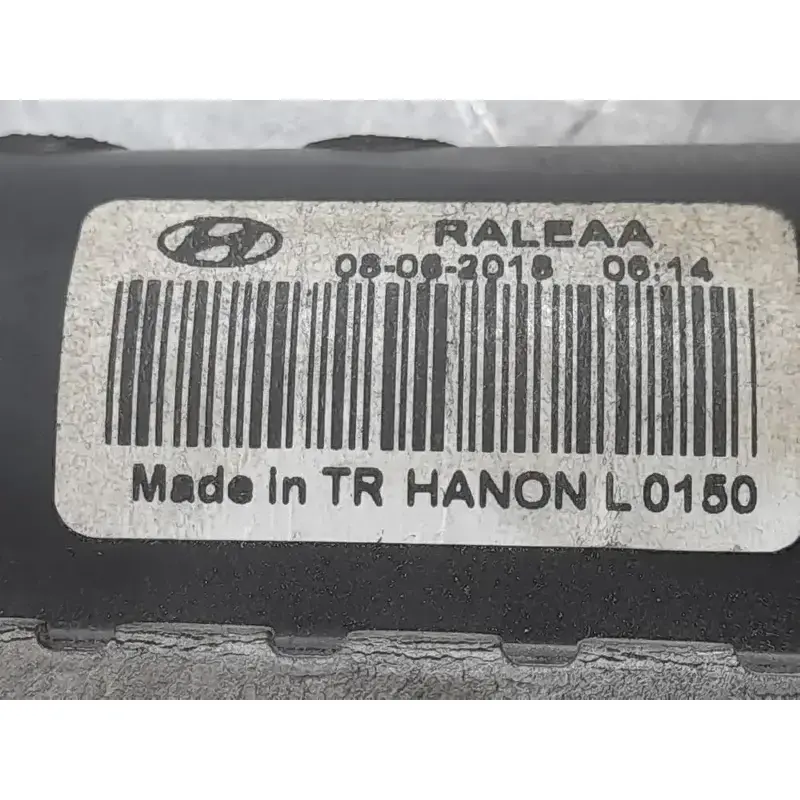 RALEAA
08-06-2018 06:14
Made in TR HANON L 0150